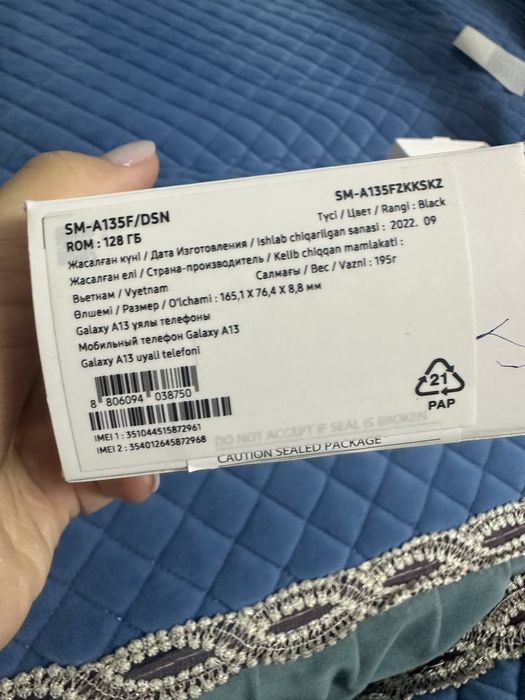 SM-A135F/DSN
SM-A135FZKKSKZ
ROM : 128 ГБ
Түсі / Цвет / Rangi : Black
Жасалған күні / Дата Изготовления / Ishlab chiqarilgan sanasi : 2022. 09
Жасалған елі / Страна-производитель / Kelib chiqqan mamlakati :
Вьетнам / Vyetnam
Салмағы / Вес / Vazni : 195г
Өлшемі / Размер / O'lchami : 165,1 X 76,4 X 8,8 мм
Galaxy A13 ұялы телефоны
Мобильный телефон Galaxy A13
Galaxy A13 uyali telefoni
8 806094 038750
IMEI 1 : 351044515872961
IMEI 2 : 354012645872968
21
PAP
DO NOT ACCEPT IF SEAL IS BROKEN
CAUTION SEALED PACKAGE